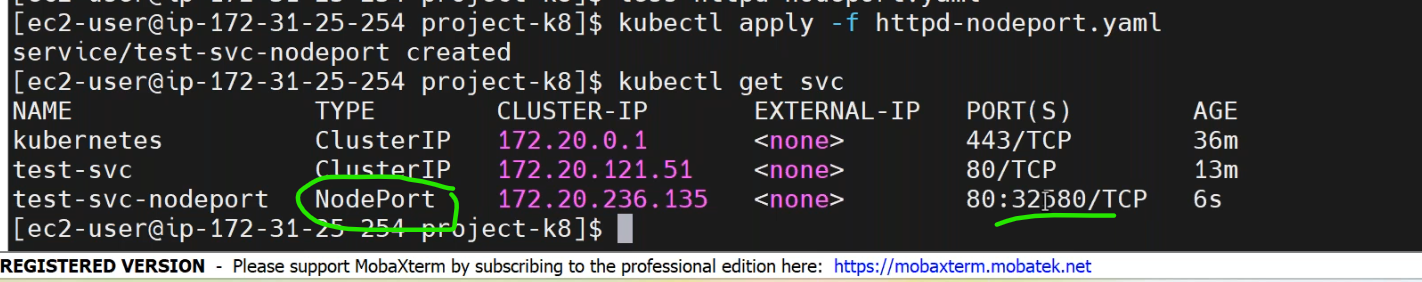 [ec2-user@ip-172-31-25-254 project-k8]$ kubectl apply -f httpd-nodeport.yaml
service/test-svc-nodeport created
[ec2-user@ip-172-31-25-254 project-k8]$ kubectl get svc
NAME TYPE CLUSTER-IP EXTERNAL-IP PORT(S) AGE
kubernetes ClusterIP 172.20.0.1 <none> 443/TCP 36m
test-svc ClusterIP 172.20.121.51 <none> 80/TCP 13m
test-svc-nodeport NodePort 172.20.236.135 <none> 80:32580/TCP 6s
[ec2-user@ip-172-31-25-254 project-k8]$
REGISTERED VERSION - Please support MobaXterm by subscribing to the professional edition here: https://mobaxterm.mobatek.net